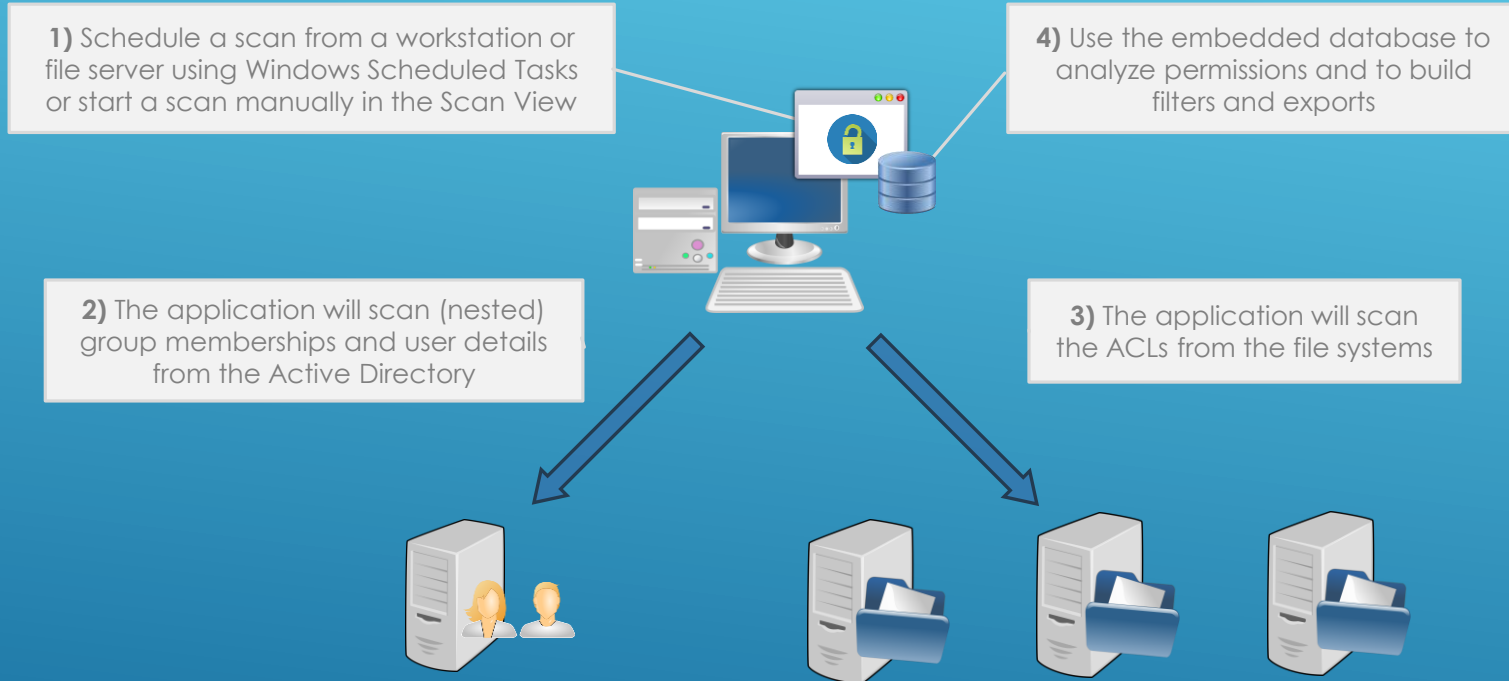 1) Schedule a scan from a workstation or
file server using Windows Scheduled Tasks
or start a scan manually in the Scan View
4) Use the embedded database to
analyze permissions and to build
filters and exports
2) The application will scan (nested)
group memberships and user details
from the Active Directory
3) The application will scan
the ACLs from the file systems